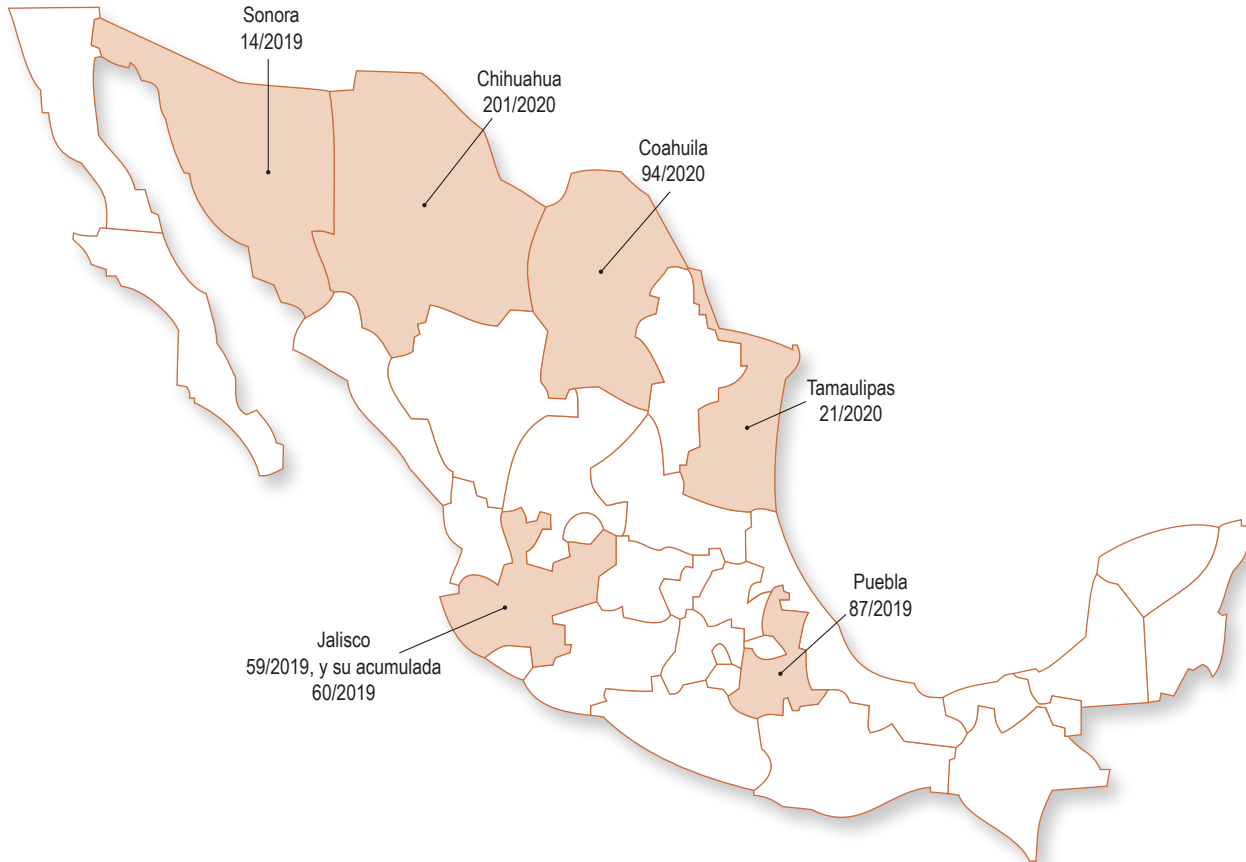 Sonora
14/2019
Chihuahua
201/2020
Coahuila
94/2020
Tamaulipas
21/2020
Puebla
87/2019
Jalisco
59/2019, y su acumulada
60/2019